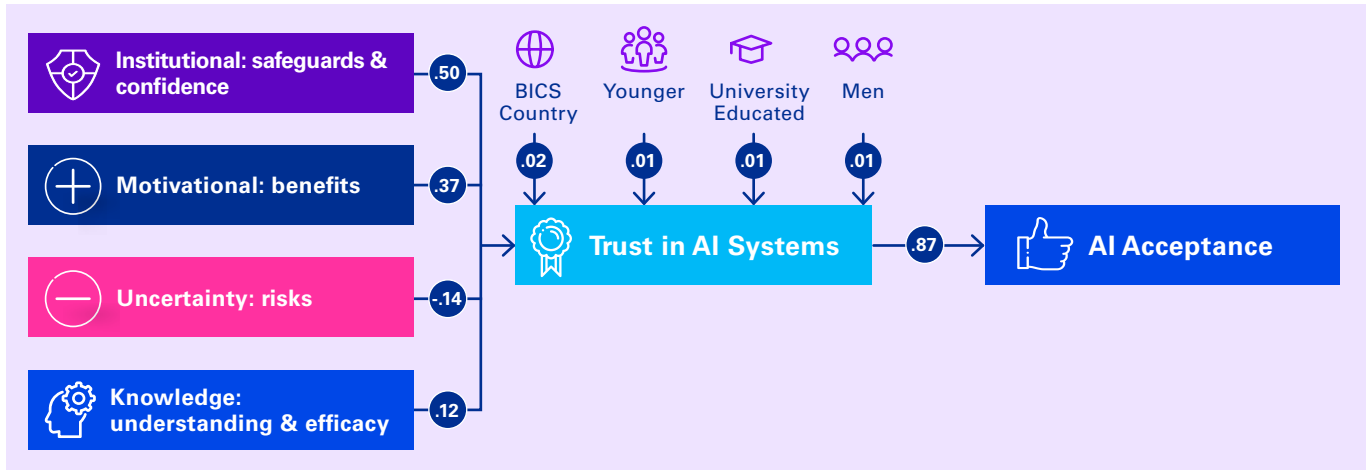 Institutional: safeguards &
confidence
.50
Motivational: benefits
.37
Uncertainty: risks
-.14
Knowledge:
understanding & efficacy
.12
BICS
Country
.02
Younger
.01
University
Educated
.01
Men
.01
Trust in AI Systems
.87
AI Acceptance